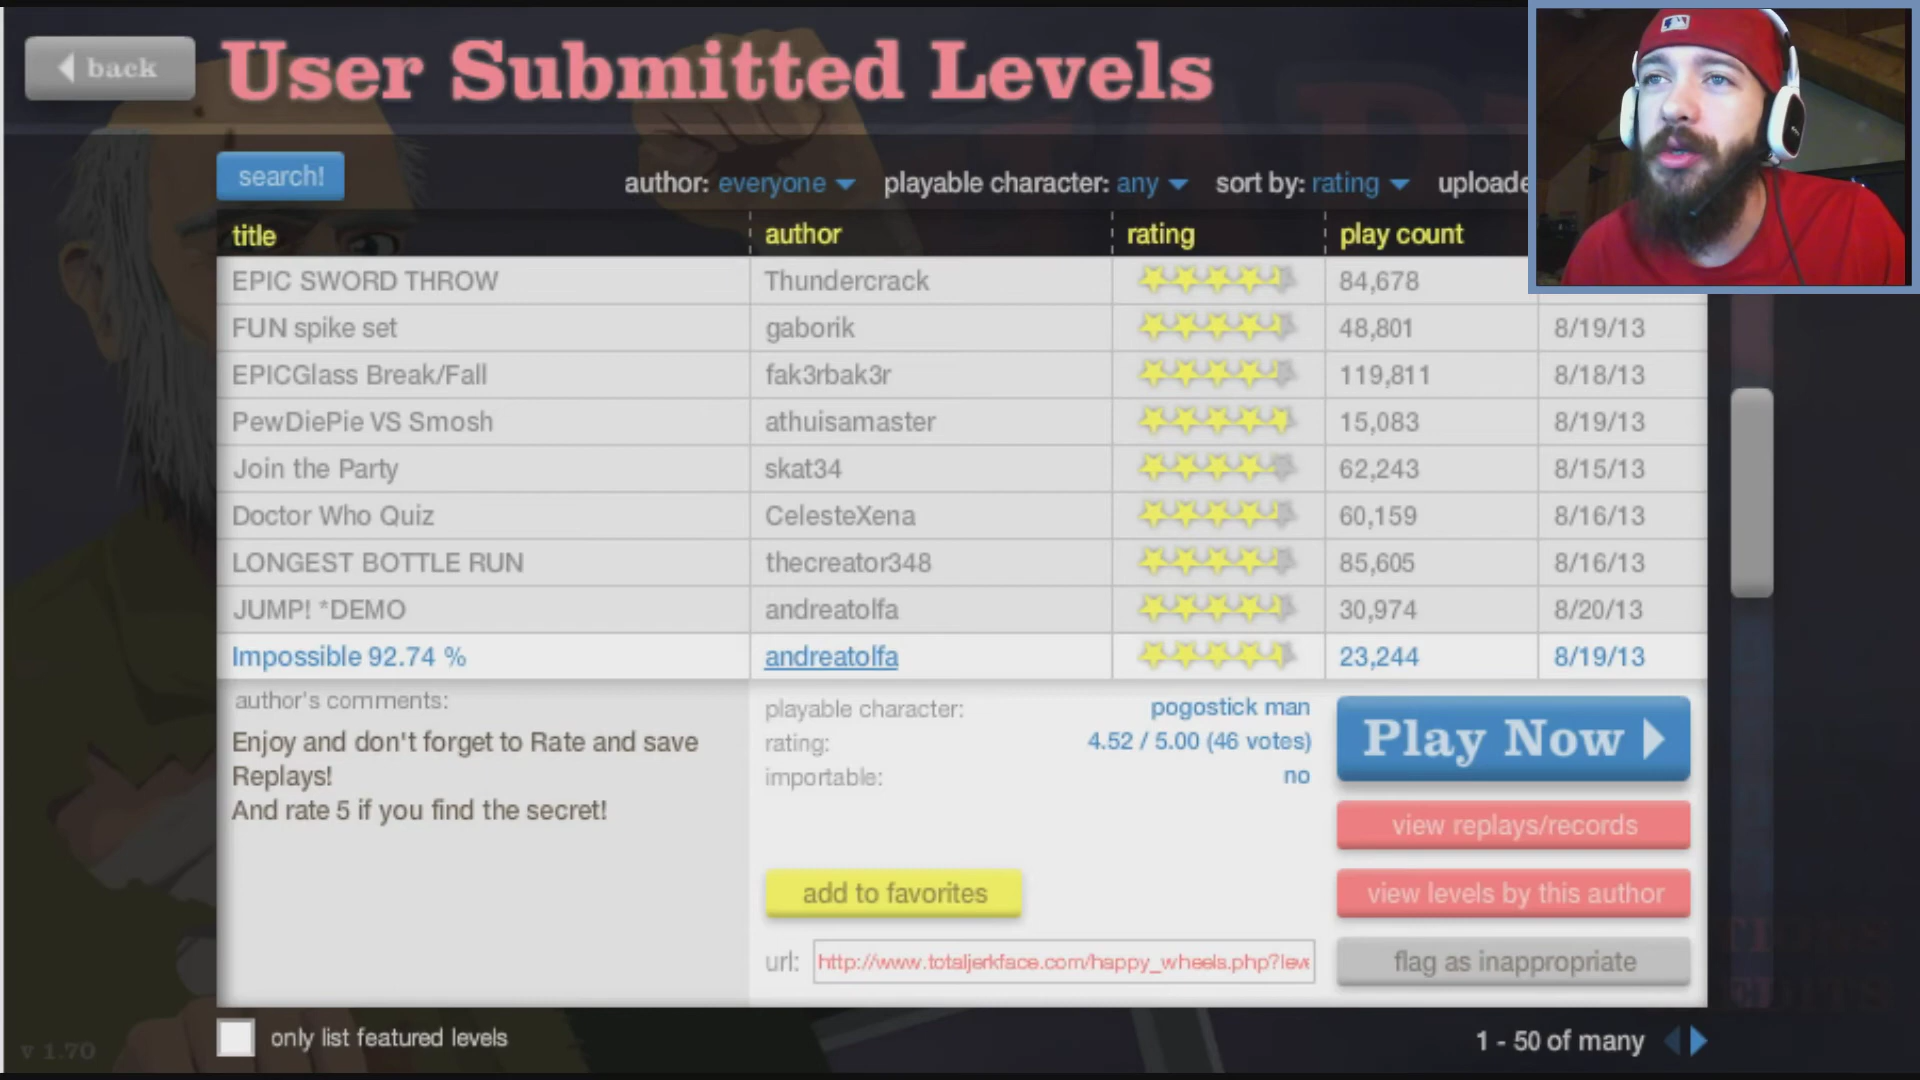 back
User Submitted Levels
search!
author: everyone
playable character: any
sort by: rating
uploade
title
author
rating
play count
EPIC SWORD THROW Thundercrack 84,678
FUN spike set gaborik 48,801 8/19/13
EPICGlass Break/Fall fak3rbak3r 119,811 8/18/13
PewDiePie VS Smosh athuisamaster 15,083 8/19/13
Join the Party skat34 62,243 8/15/13
Doctor Who Quiz CelesteXena 60,159 8/16/13
LONGEST BOTTLE RUN thecreator348 85,605 8/16/13
JUMP! *DEMO andreatolfa 30,974 8/20/13
Impossible 92.74 % andreatolfa 23,244 8/19/13
author's comments:
Enjoy and don't forget to Rate and save
Replays!
And rate 5 if you find the secret!
playable character: pogostick man
rating: 4.52 / 5.00 (46 votes)
importable: no
add to favorites
url: http://www.totaljerkface.com/happy_wheels.php?leve
Play Now
view replays/records
view levels by this author
flag as inappropriate
only list featured levels
1 - 50 of many
v 1.70